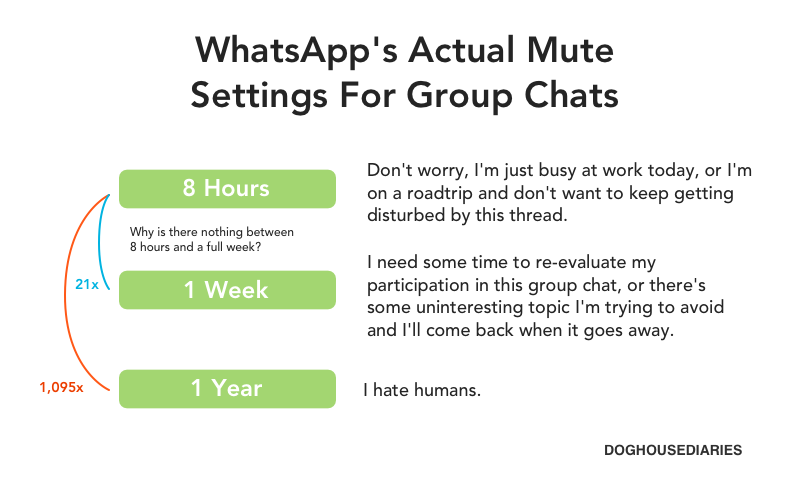 WhatsApp's Actual Mute
Settings For Group Chats
8 Hours
Don't worry, I'm just busy at work today, or I'm
on a roadtrip and don't want to keep getting
disturbed by this thread.
Why is there nothing between
8 hours and a full week?
21x
1 Week
I need some time to re-evaluate my
participation in this group chat, or there's
some uninteresting topic I'm trying to avoid
and I'll come back when it goes away.
1,095x
1 Year
I hate humans.
DOGHOUSEDIARIES